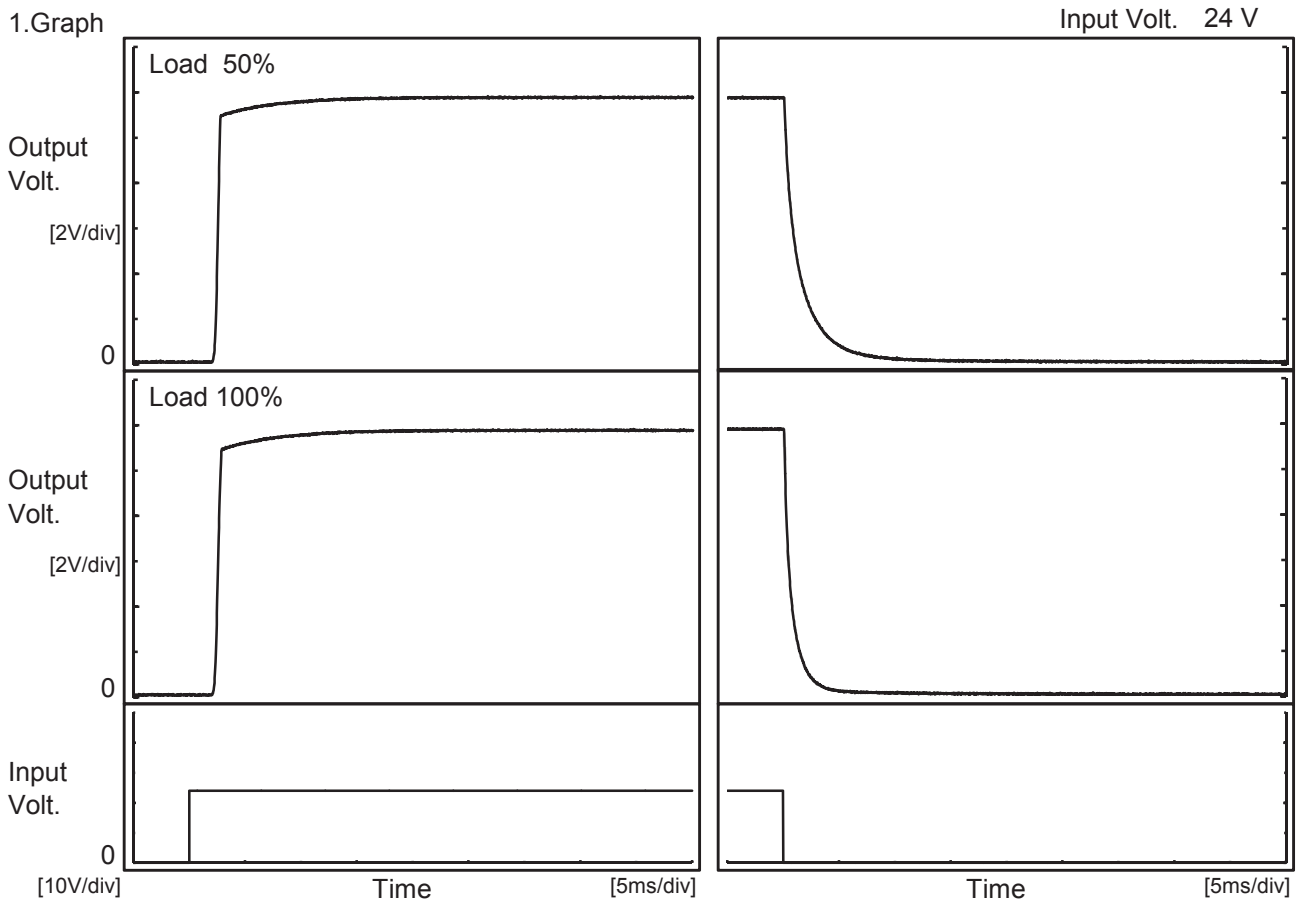 1.Graph
Input Volt. 24 V
Load 50%
Output
Volt.
[2V/div]
0
Load 100%
Output
Volt.
[2V/div]
0
Input
Volt.
0
[10V/div]
Time
[5ms/div]
Time
[5ms/div]